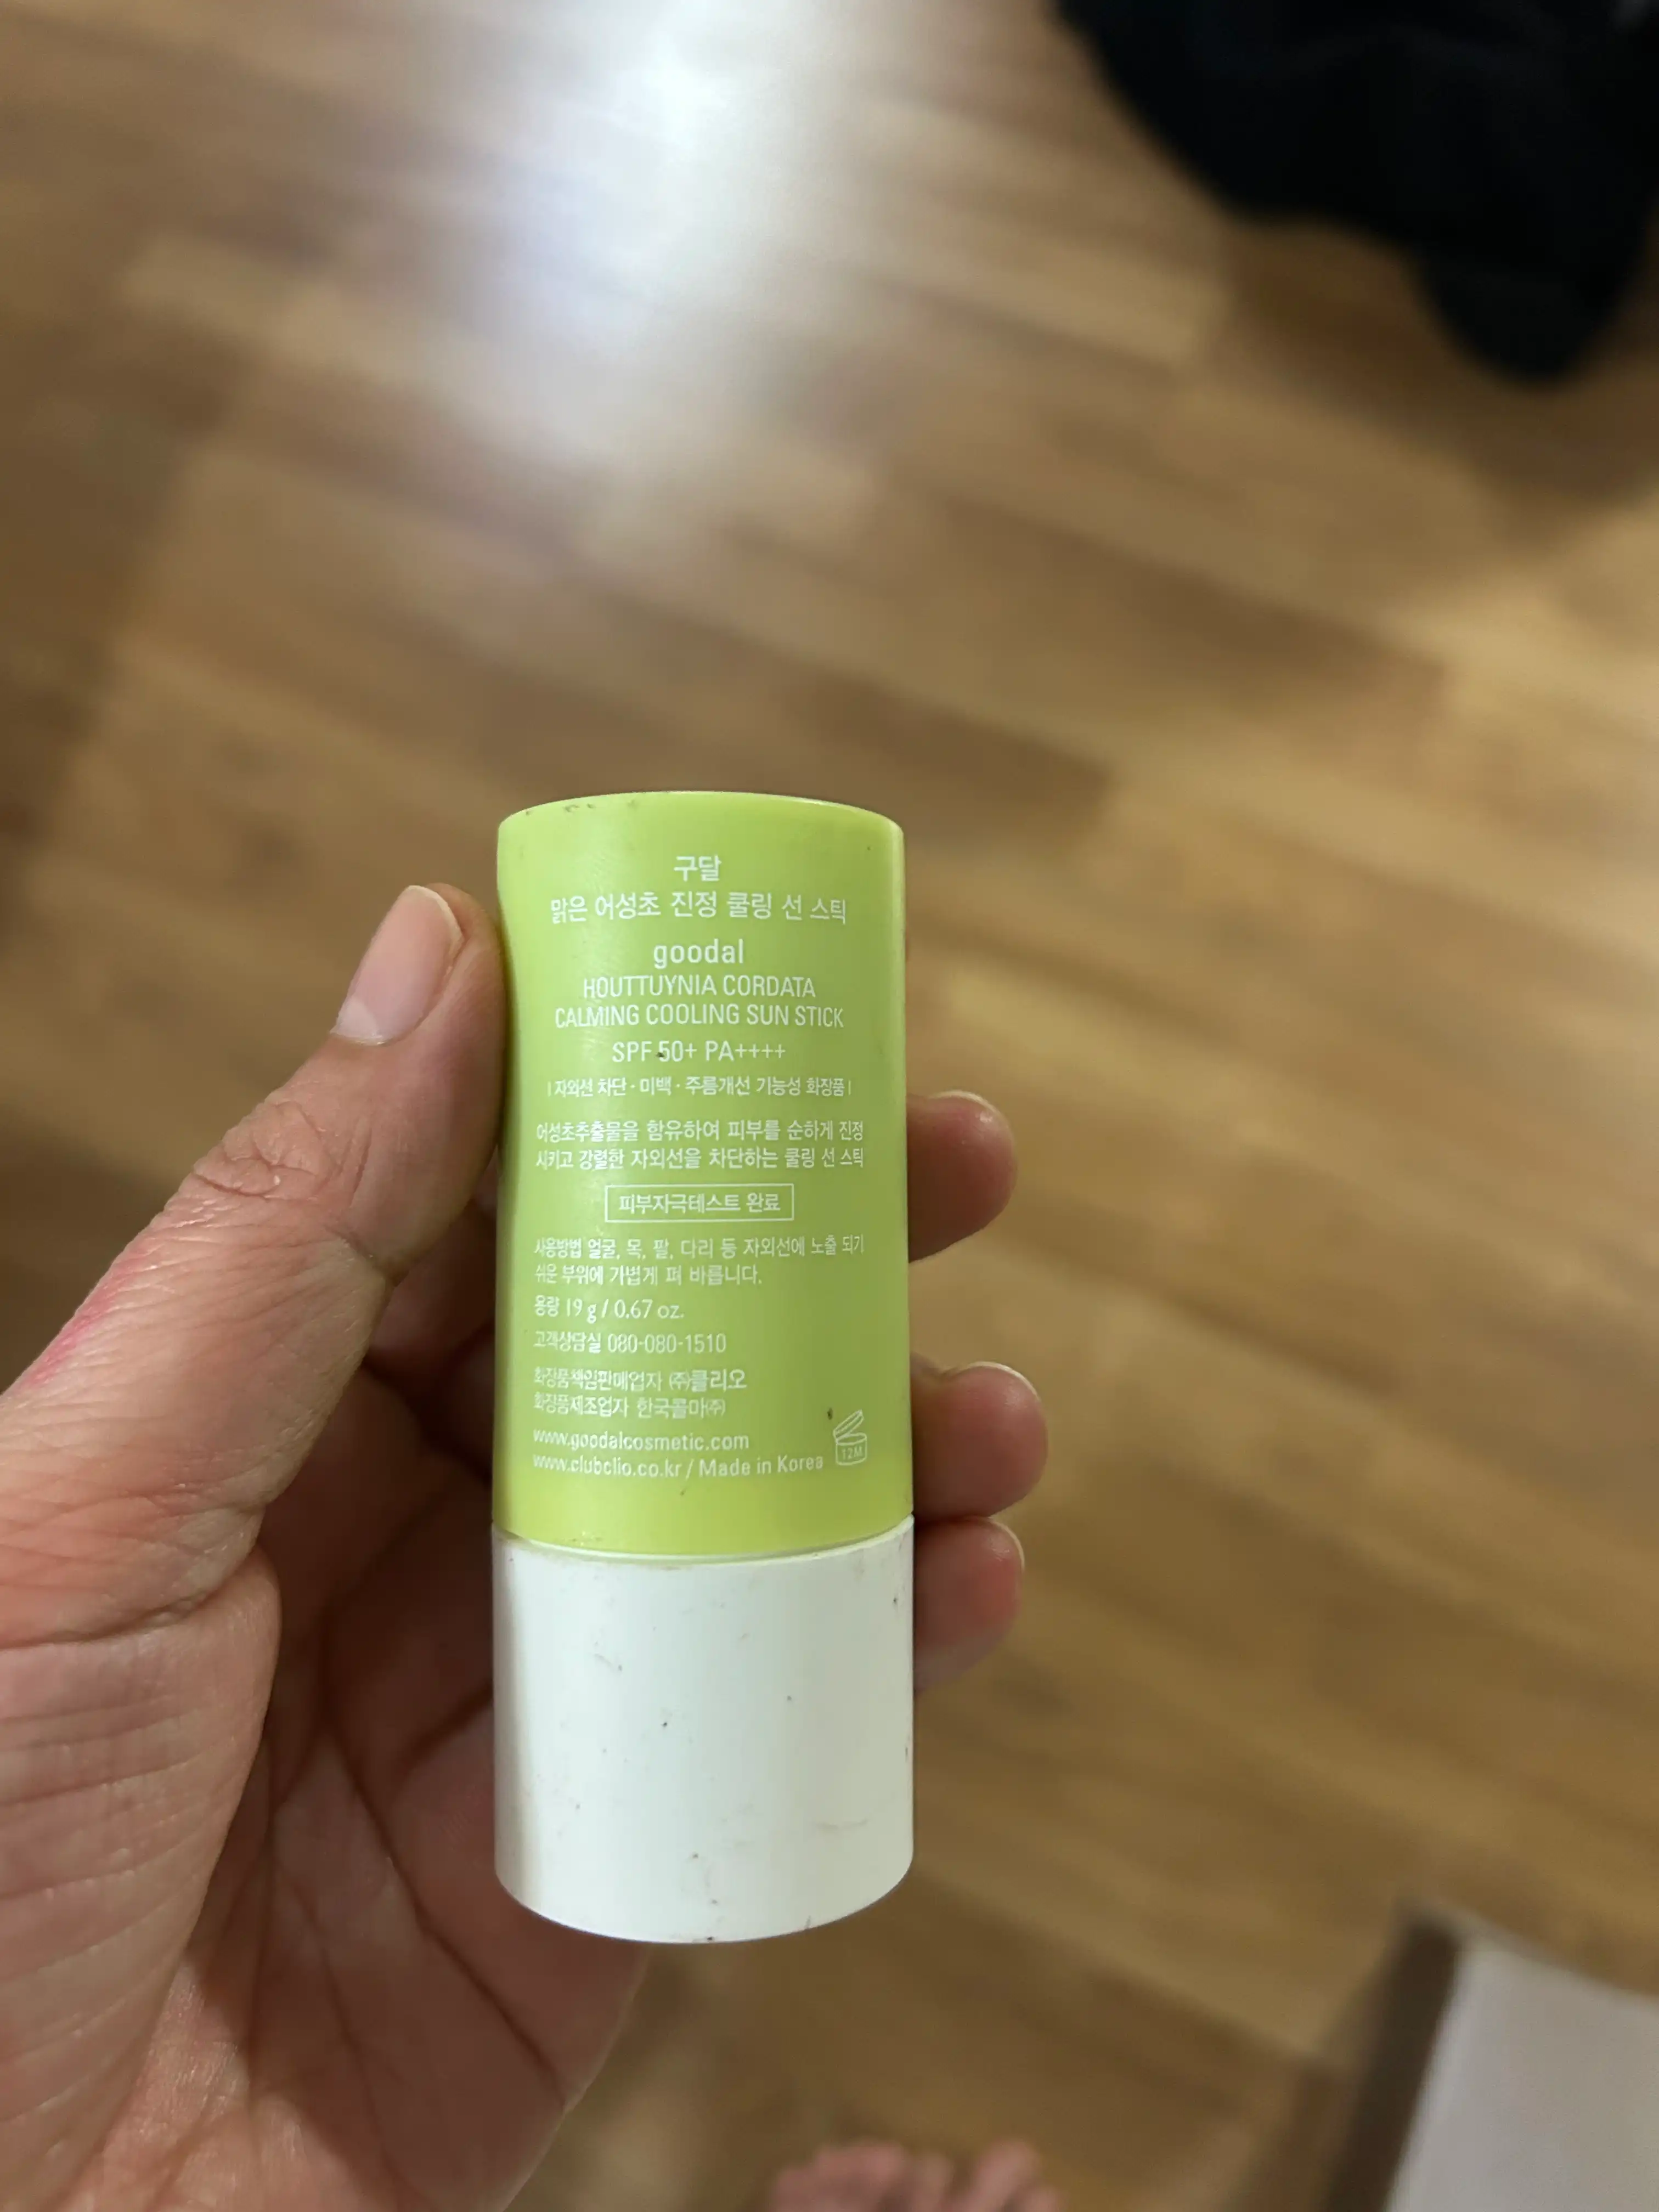 구달
맑은 어성초 진정 쿨링 선 스틱
goodal
HOUTTUYNIA CORDATA
CALMING COOLING SUN STICK
SPF 50+ PA++++
| 자외선 차단 · 미백 · 주름개선 기능성 화장품 |
어성초추출물을 함유하여 피부를 순하게 진정
시키고 강렬한 자외선을 차단하는 쿨링 선 스틱
피부자극테스트 완료
사용방법 얼굴, 목, 팔, 다리 등 자외선에 노출 되기
쉬운 부위에 가볍게 펴 바릅니다.
용량 19 g / 0.67 oz.
고객상담실 080-080-1510
화장품책임판매업자 ㈜클리오
화장품제조업자 한국콜마㈜
www.goodalcosmetic.com
www.clubclio.co.kr / Made in Korea
12M